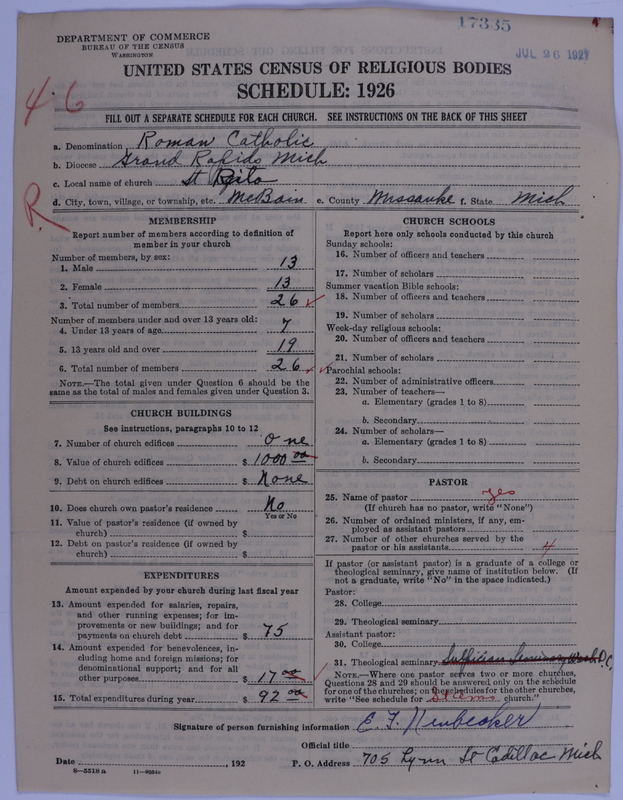 17335
DEPARTMENT OF COMMERCE
BUREAU OF THE CENSUS
WASHINGTON
JUL 26 1927
UNITED STATES CENSUS OF RELIGIOUS BODIES
SCHEDULE: 1926
46
FILL OUT A SEPARATE SCHEDULE FOR EACH CHURCH. SEE INSTRUCTIONS ON THE BACK OF THIS SHEET
a. Denomination Roman Catholic
b. Diocese Grand Rapids Mich
c. Local name of church St Rita
d. City, town, village, or township, etc. McBain e. County Missauke f. State Mich
R
MEMBERSHIP
Report number of members according to definition of
member in your church
Number of members, by sex:
1. Male 13
2. Female 13
3. Total number of members 26
Number of members under and over 13 years old:
4. Under 13 years of age 7
5. 13 years old and over 19
6. Total number of members 26
NOTE.—The total given under Question 6 should be the
same as the total of males and females given under Question 3.
CHURCH BUILDINGS
See instructions, paragraphs 10 to 12
7. Number of church edifices One
8. Value of church edifices $ 1000 00
9. Debt on church edifices $ None
10. Does church own pastor's residence No
Yes or No
11. Value of pastor's residence (if owned by
church) $
12. Debt on pastor's residence (if owned by
church) $
EXPENDITURES
Amount expended by your church during last fiscal year
13. Amount expended for salaries, repairs,
and other running expenses; for im-
provements or new buildings; and for
payments on church debt $ 75
14. Amount expended for benevolences, in-
cluding home and foreign missions; for
denominational support; and for all
other purposes $ 17 00
15. Total expenditures during year $ 92 00
CHURCH SCHOOLS
Report here only schools conducted by this church
Sunday schools:
16. Number of officers and teachers
17. Number of scholars
Summer vacation Bible schools:
18. Number of officers and teachers
19. Number of scholars
Week-day religious schools:
20. Number of officers and teachers
21. Number of scholars
Parochial schools:
22. Number of administrative officers
23. Number of teachers—
a. Elementary (grades 1 to 8)
b. Secondary
24. Number of scholars—
a. Elementary (grades 1 to 8)
b. Secondary
PASTOR
25. Name of pastor yes
(If church has no pastor, write "None")
26. Number of ordained ministers, if any, em-
ployed as assistant pastors
27. Number of other churches served by the
pastor or his assistants 4
If pastor (or assistant pastor) is a graduate of a college or
theological seminary, give name of institution below. (If
not a graduate, write "No" in the space indicated.)
Pastor:
28. College
29. Theological seminary
Assistant pastor:
30. College
31. Theological seminary Sulpician Seminary Wash D.C.
NOTE.—Where one pastor serves two or more churches,
Questions 28 and 29 should be answered only on the schedule
for one of the churches; on the schedules for the other churches,
write "See schedule for church."
Signature of person furnishing information E. T. Neubecker
Official title
Date , 192
P. O. Address 705 Lynn St Cadillac Mich
8—5518 a